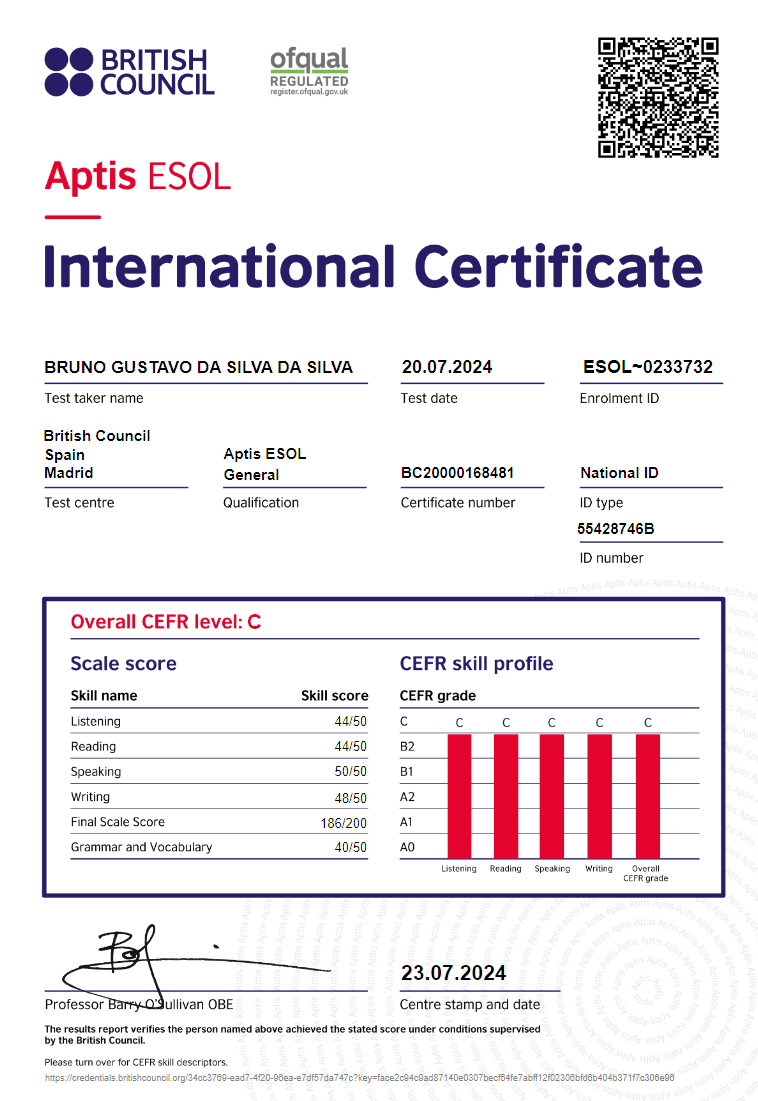 BRITISH
COUNCIL
ofqual
REGULATED
register.ofqual.gov.uk
Aptis ESOL
International Certificate
BRUNO GUSTAVO DA SILVA DA SILVA 20.07.2024 ESOL~0233732
Test taker name Test date Enrolment ID
British Council
Spain
Madrid
Aptis ESOL
General
BC20000168481 National ID
Test centre Qualification Certificate number ID type
55428746B
ID number
Overall CEFR level: C
Scale score CEFR skill profile
Skill name Skill score CEFR grade
Listening 44/50
Reading 44/50
Speaking 50/50
Writing 48/50
Final Scale Score 186/200
Grammar and Vocabulary 40/50
C C C C C C
B2
B1
A2
A1
A0
Listening Reading Speaking Writing Overall
CEFR grade
23.07.2024
Professor Barry O'Sullivan OBE Centre stamp and date
The results report verifies the person named above achieved the stated score under conditions supervised
by the British Council.
Please turn over for CEFR skill descriptors.
https://credentials.britishcouncil.org/34cc3769-ead7-4f20-96ea-e7df57da747c?key=face2c94c9ad87140e0307becf64fe7abff12f02306bfd6b404b371f7c306e96